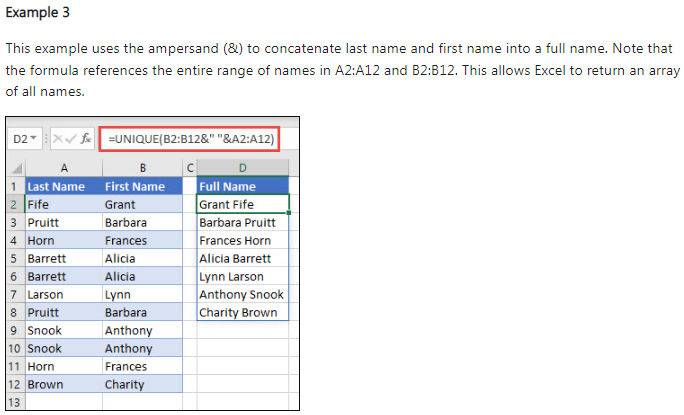 Example 3
This example uses the ampersand (&) to concatenate last name and first name into a full name. Note that
the formula references the entire range of names in A2:A12 and B2:B12. This allows Excel to return an array
of all names.
D2 fx =UNIQUE(B2:B12&" "&A2:A12)
A B C D
1 Last Name First Name Full Name
2 Fife Grant Grant Fife
3 Pruitt Barbara Barbara Pruitt
4 Horn Frances Frances Horn
5 Barrett Alicia Alicia Barrett
6 Barrett Alicia Lynn Larson
7 Larson Lynn Anthony Snook
8 Pruitt Barbara Charity Brown
9 Snook Anthony
10 Snook Anthony
11 Horn Frances
12 Brown Charity
13